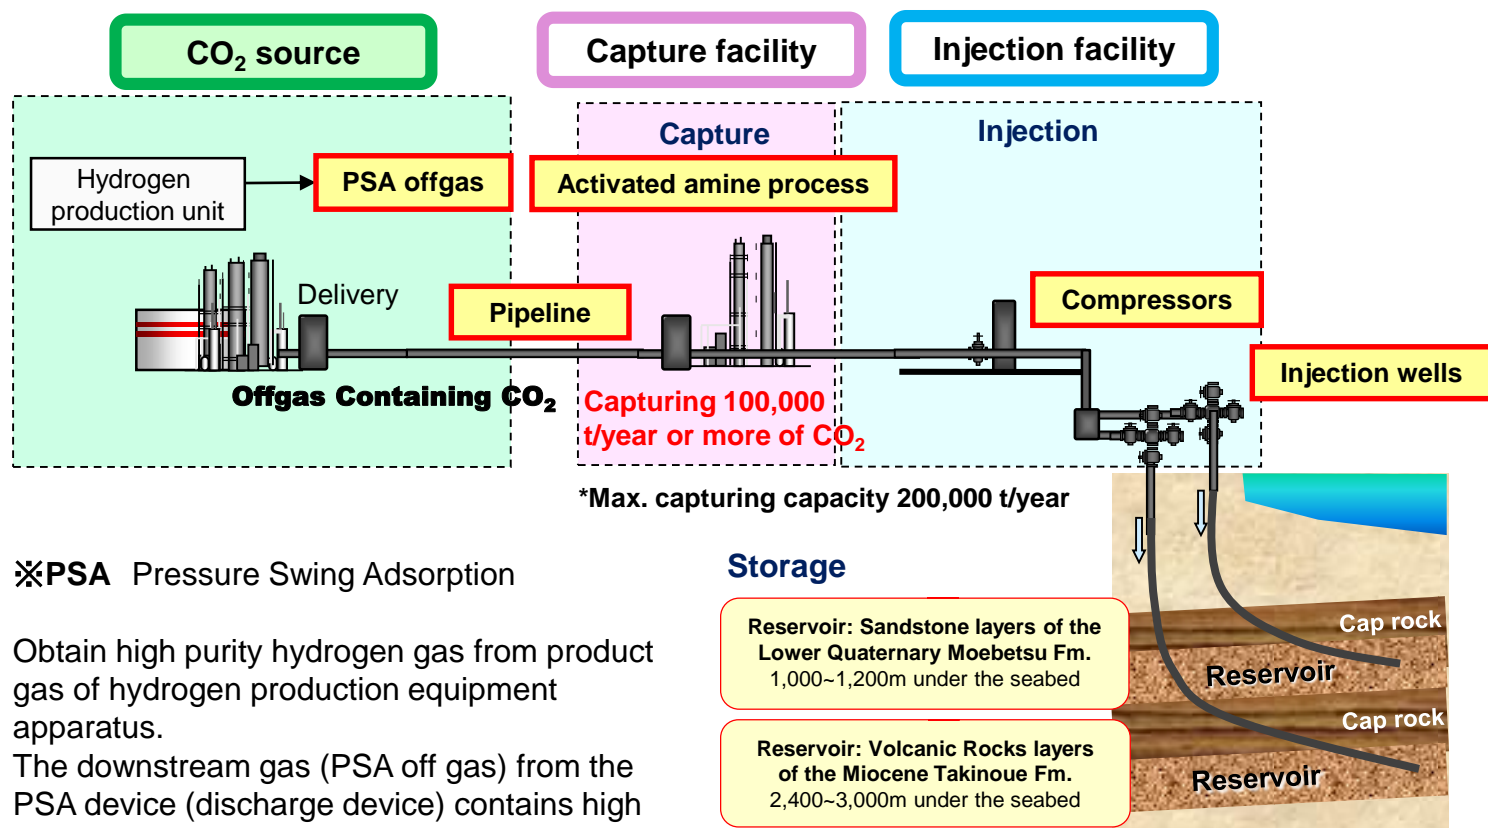 CO₂ source
Capture facility
Injection facility
Capture
Injection
Hydrogen
production unit
PSA offgas
Activated amine process
Delivery
Pipeline
Compressors
Injection wells
Offgas Containing CO₂
Capturing 100,000
t/year or more of CO₂
*Max. capturing capacity 200,000 t/year
※PSA Pressure Swing Adsorption
Obtain high purity hydrogen gas from product
gas of hydrogen production equipment
apparatus.
The downstream gas (PSA off gas) from the
PSA device (discharge device) contains high
Storage
Reservoir: Sandstone layers of the
Lower Quaternary Moebetsu Fm.
1,000~1,200m under the seabed
Reservoir: Volcanic Rocks layers
of the Miocene Takinoue Fm.
2,400~3,000m under the seabed
Cap rock
Reservoir
Cap rock
Reservoir